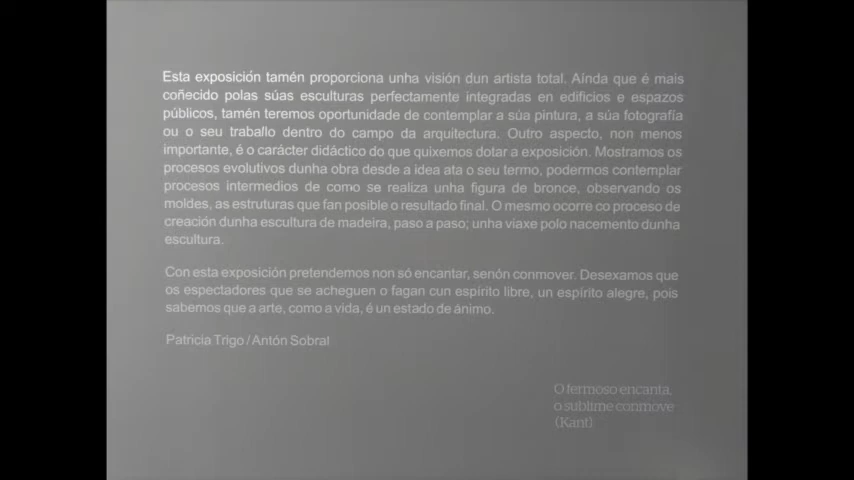 Esta exposición tamén proporciona unha visión dun artista total. Aínda que é mais
coñecido polas súas esculturas perfectamente integradas en edificios e espazos
públicos, tamén teremos oportunidade de contemplar a súa pintura, a súa fotografía
ou o seu traballo dentro do campo da arquitectura. Outro aspecto, non menos
importante, é o carácter didáctico do que quixemos dotar a exposición. Mostramos os
procesos evolutivos dunha obra desde a idea ata o seu termo, podermos contemplar
procesos intermedios de como se realiza unha figura de bronce, observando os
moldes, as estruturas que fan posible o resultado final. O mesmo ocorre co proceso de
creación dunha escultura de madeira, paso a paso; unha viaxe polo nacemento dunha
escultura.
Con esta exposición pretendemos non só encantar, senón conmover. Desexamos que
os espectadores que se acheguen o fagan cun espírito libre, un espírito alegre, pois
sabemos que a arte, como a vida, é un estado de ánimo.
Patricia Trigo / Antón Sobral
O fermoso encanta,
o sublime conmove
(Kant)